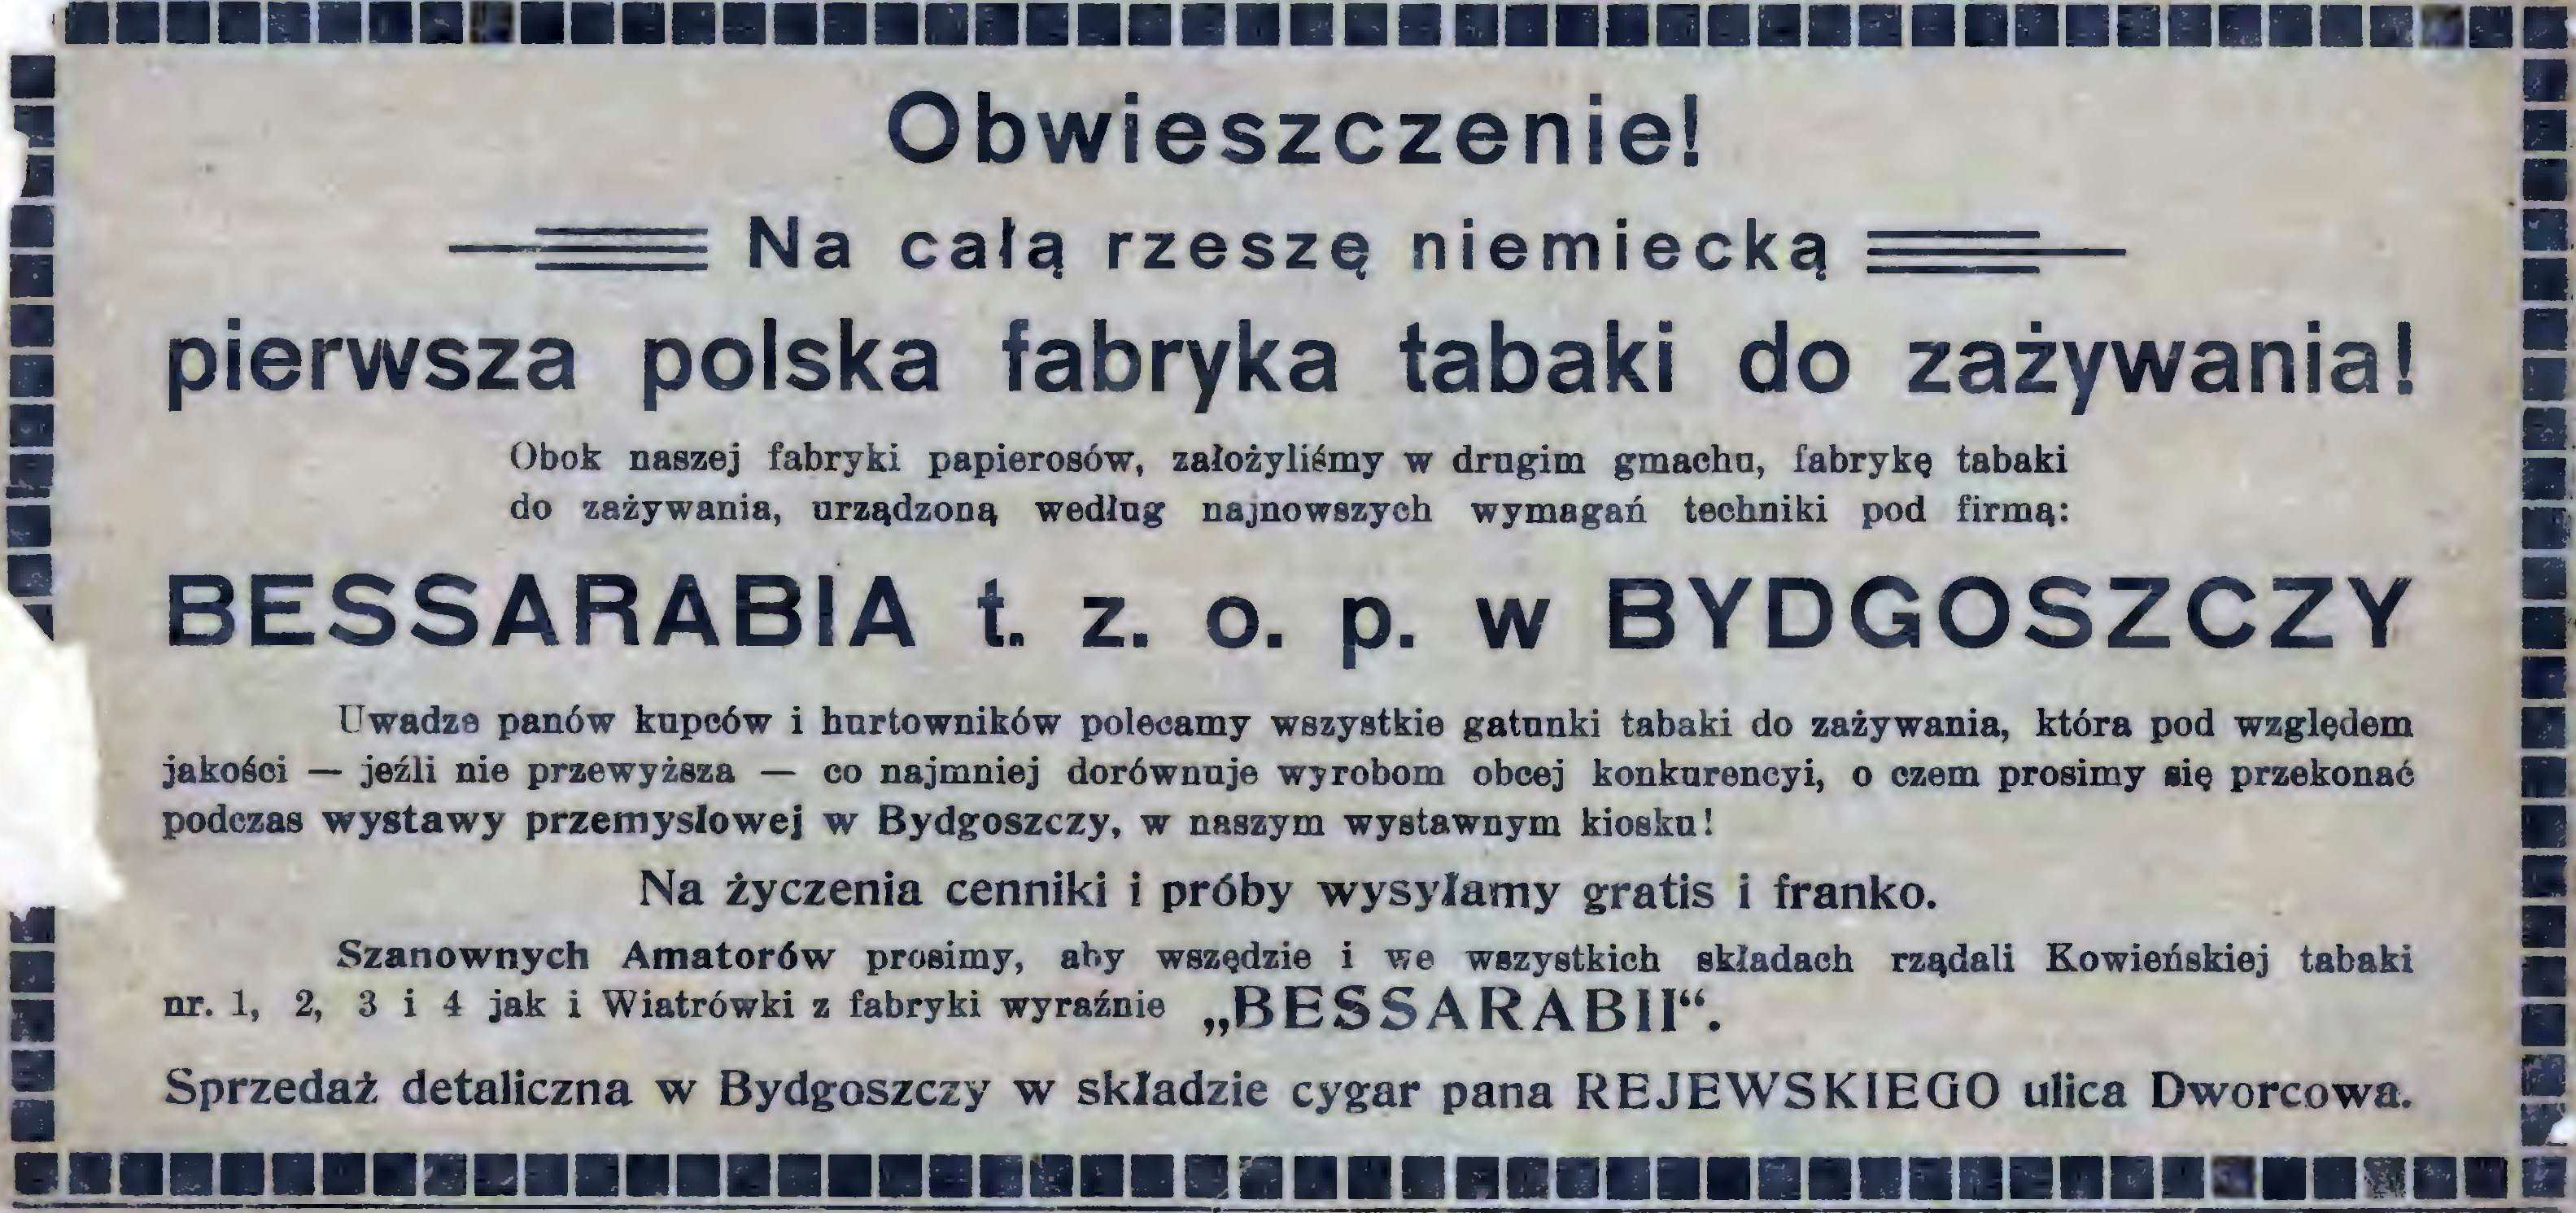 Obwieszczenie!
Na całą rzeszę niemiecką
pierwsza polska fabryka tabaki do zażywania!
Obok naszej fabryki papierosów, założyliśmy w drugim gmachu, fabrykę tabaki
do zażywania, urządzoną według najnowszych wymagań techniki pod firmą:
BESSARABIA t. z. o. p. w BYDGOSZCZY
Uwadze panów kupców i hurtowników polecamy wszystkie gatunki tabaki do zażywania, która pod względem
jakości — jeźli nie przewyższa — co najmniej dorównuje wyrobom obcej konkurencyi, o czem prosimy się przekonać
podczas wystawy przemysłowej w Bydgoszczy, w naszym wystawnym kiosku!
Na życzenia cenniki i próby wysyłamy gratis i franko.
Szanownych Amatorów prosimy, aby wszędzie i we wszystkich składach rządali Kowieńskiej tabaki
nr. 1, 2, 3 i 4 jak i Wiatrówki z fabryki wyraźnie „BESSARABII“.
Sprzedaż detaliczna w Bydgoszczy w składzie cygar pana REJEWSKIEGO ulica Dworcowa.